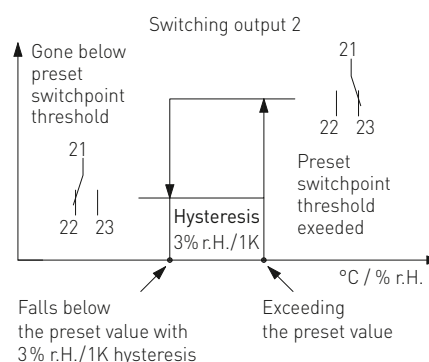 Switching output 2
Gone below
preset
switchpoint
threshold
21
22 23
21
22 23
Preset
switchpoint
threshold
exeeded
Hysteresis
3% r.H./1K
°C / % r.H.
Falls below
the preset value with
3% r.H./1K hysteresis
Exceeding
the preset value